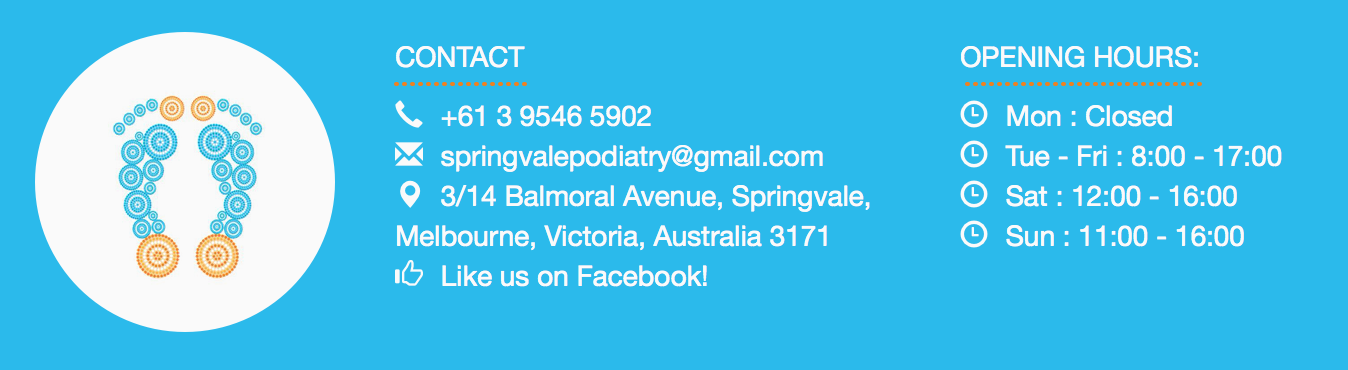 CONTACT
+61 3 9546 5902
springvalepodiatry@gmail.com
3/14 Balmoral Avenue, Springvale,
Melbourne, Victoria, Australia 3171
Like us on Facebook!
OPENING HOURS:
Mon : Closed
Tue - Fri : 8:00 - 17:00
Sat : 12:00 - 16:00
Sun : 11:00 - 16:00